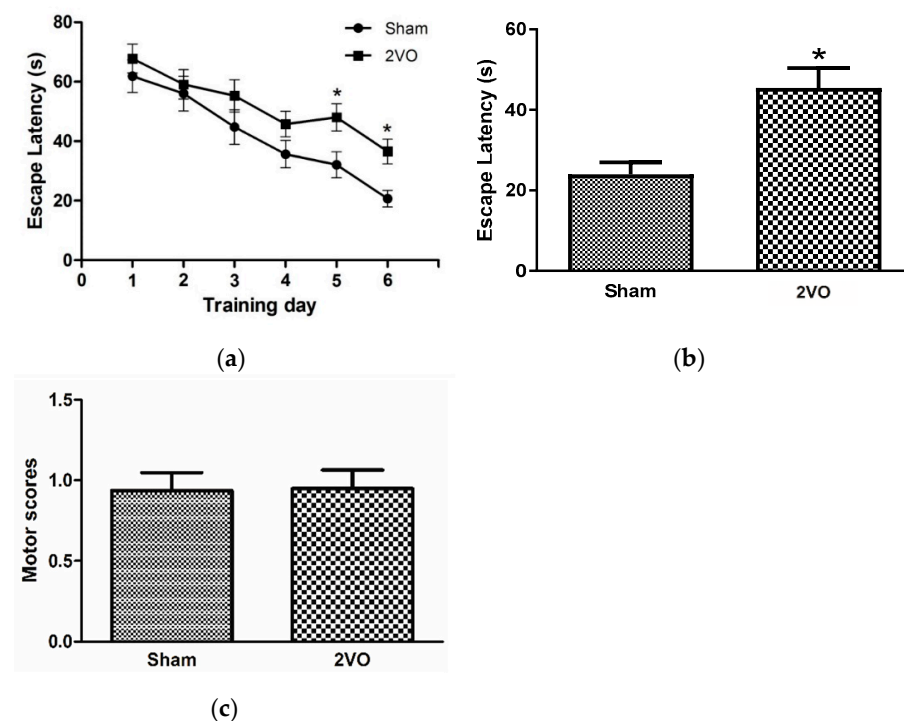 80
60
40
20
0
Escape Latency (s)
Sham
2VO
*
*
0 1 2 3 4 5 6 7
Training day
(a)
60
40
20
0
Escape Latency (s)
*
Sham 2VO
(b)
1.5
1.0
0.5
0.0
Motor scores
Sham 2VO
(c)